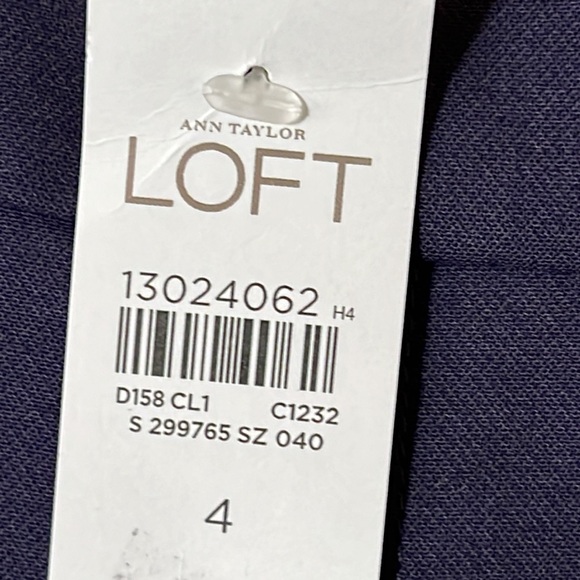 ANN TAYLOR
LOFT
13024062 H4
D158 CL1 C1232
S 299765 SZ 040
4